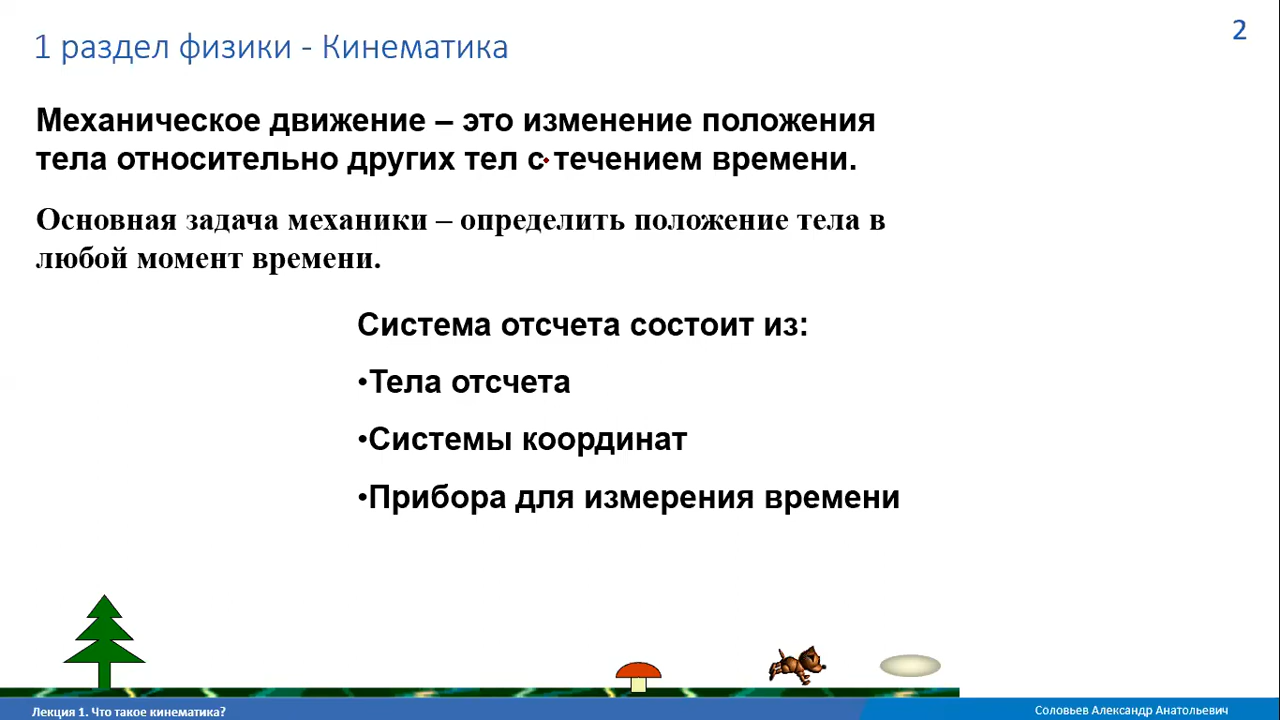 1 раздел физики - Кинематика
2
Механическое движение – это изменение положения
тела относительно других тел с течением времени.
Основная задача механики – определить положение тела в
любой момент времени.
Система отсчета состоит из:
•Тела отсчета
•Системы координат
•Прибора для измерения времени
Лекция 1. Что такое кинематика?
Соловьев Александр Анатольевич